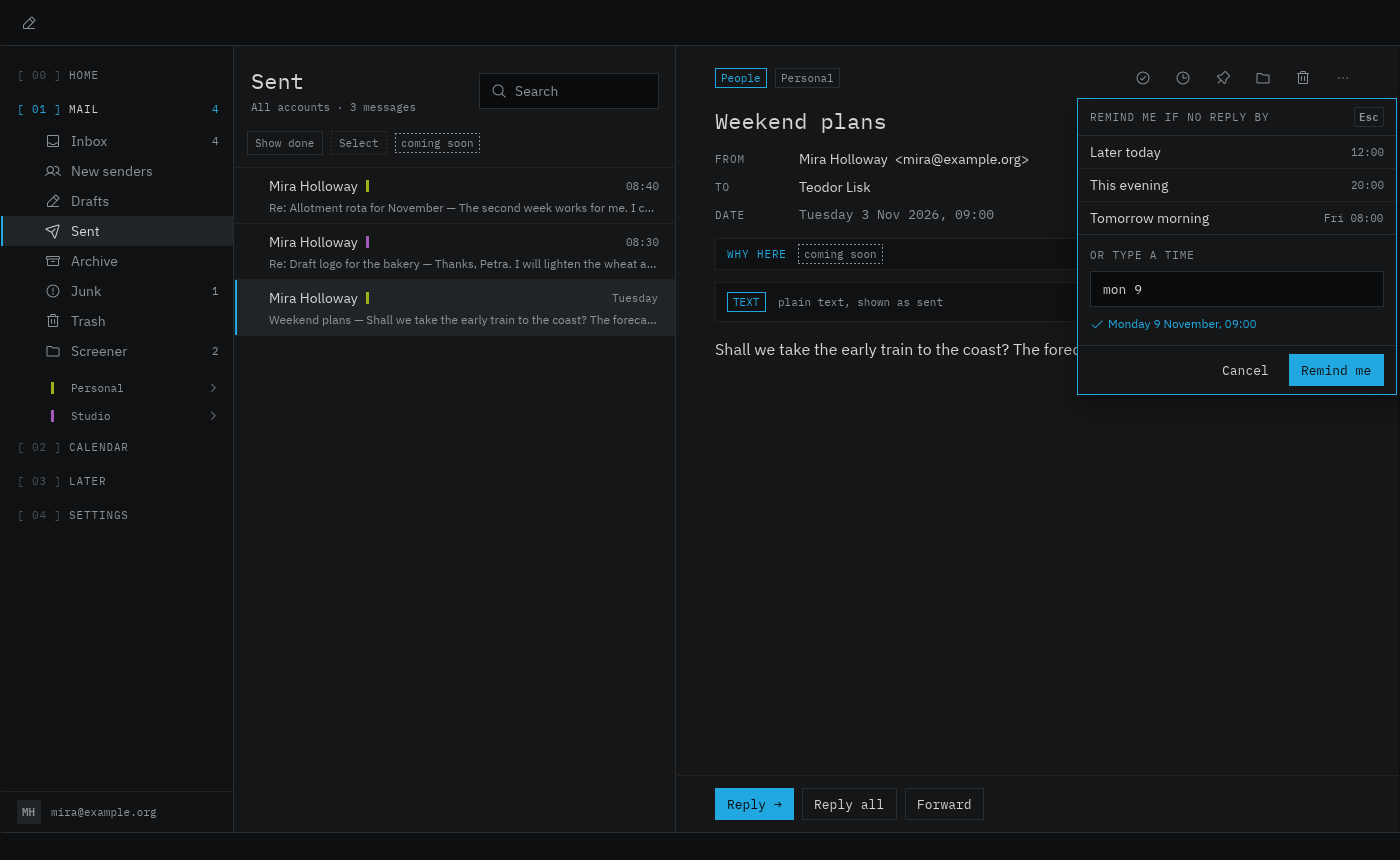 [ 00 ] HOME
[ 01 ] MAIL 4
Inbox 4
New senders
Drafts
Sent
Archive
Junk 1
Trash
Screener 2
Personal
Studio
[ 02 ] CALENDAR
[ 03 ] LATER
[ 04 ] SETTINGS
MH mira@example.org
Sent
All accounts · 3 messages
Search
Show done Select coming soon
Mira Holloway 08:40
Re: Allotment rota for November — The second week works for me. I c…
Mira Holloway 08:30
Re: Draft logo for the bakery — Thanks, Petra. I will lighten the wheat a…
Mira Holloway Tuesday
Weekend plans — Shall we take the early train to the coast? The foreca…
People Personal
Weekend plans
FROM Mira Holloway <mira@example.org>
TO Teodor Lisk
DATE Tuesday 3 Nov 2026, 09:00
WHY HERE coming soon
TEXT plain text, shown as sent
Shall we take the early train to the coast? The forec
REMIND ME IF NO REPLY BY Esc
Later today 12:00
This evening 20:00
Tomorrow morning Fri 08:00
OR TYPE A TIME
mon 9
Monday 9 November, 09:00
Cancel Remind me
Reply → Reply all Forward